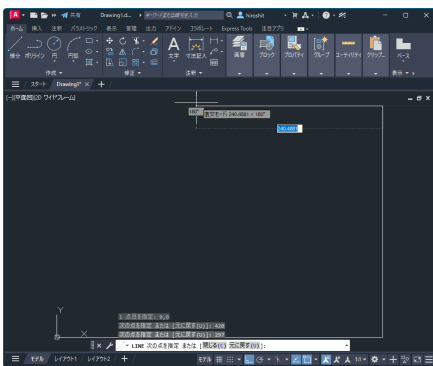 共有 Drawing1.d... キーワードまたは語句を入力 hiroshit
ホーム 挿入 注釈 パラメトリック 表示 管理 出力 アドイン コラボレート Express Tools 注目アプリ
線分 ポリライン 円 円弧 文字 寸法記入 画層 ブロック プロパティ グループ ユーティリティ クリップ... ベース
作成 修正 注釈 表示
スタート Drawing1* × +
[-][平面図][2D ワイヤフレーム]
180° 直交モード: 240.4881 < 180°
240.4881
Y
X
1 点目を指定: 0,0
次の点を指定 または [元に戻す(U)]: 420
次の点を指定 または [元に戻す(U)]: 297
LINE 次の点を指定 または [閉じる(C) 元に戻す(U)]:
モデル レイアウト1 レイアウト2 + モデル 1:1